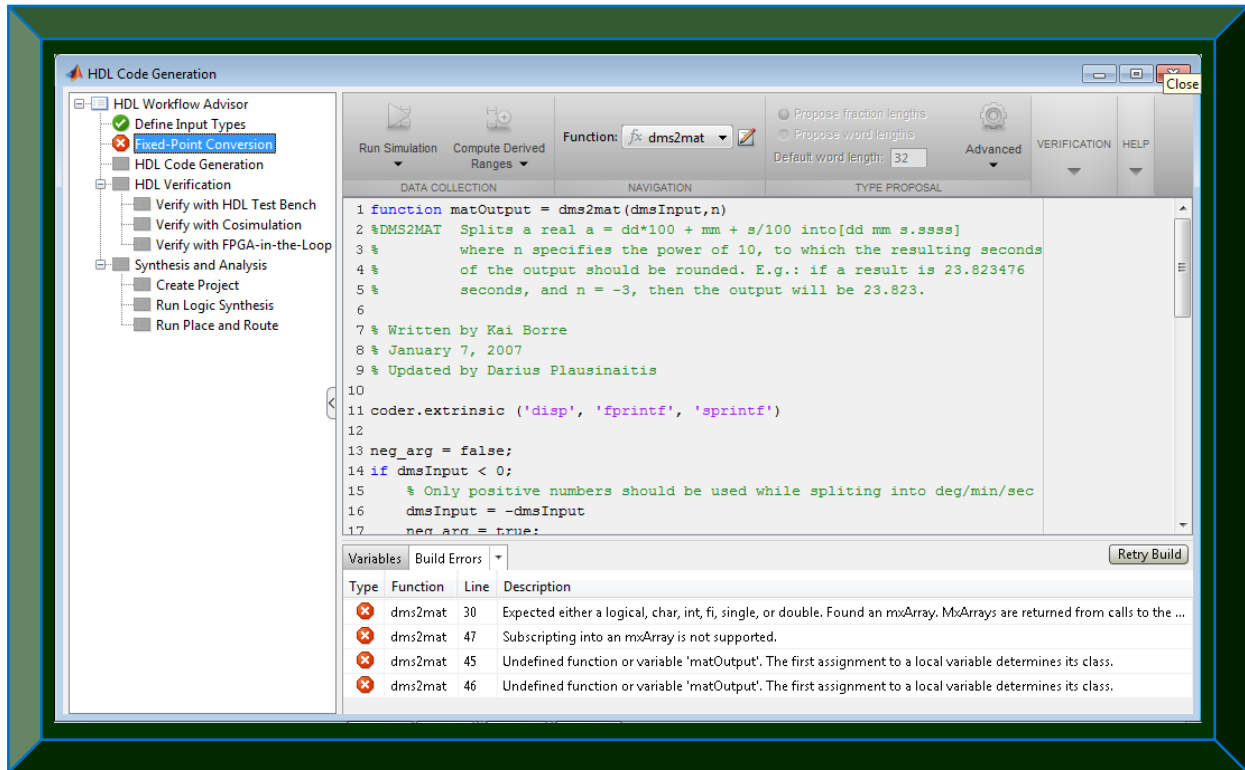 HDL Code Generation
Close
HDL Workflow Advisor
Define Input Types
Fixed-Point Conversion
HDL Code Generation
HDL Verification
Verify with HDL Test Bench
Verify with Cosimulation
Verify with FPGA-in-the-Loop
Synthesis and Analysis
Create Project
Run Logic Synthesis
Run Place and Route
Run Simulation
Compute Derived
Ranges
DATA COLLECTION
Function: fx dms2mat
NAVIGATION
Propose fraction lengths
Propose word lengths
Default word length: 32
Advanced
TYPE PROPOSAL
VERIFICATION
HELP
1 function matOutput = dms2mat(dmsInput,n)
2 %DMS2MAT Splits a real a = dd*100 + mm + s/100 into[dd mm s.ssss]
3 % where n specifies the power of 10, to which the resulting seconds
4 % of the output should be rounded. E.g.: if a result is 23.823476
5 % seconds, and n = -3, then the output will be 23.823.
6
7 % Written by Kai Borre
8 % January 7, 2007
9 % Updated by Darius Plausinaitis
10
11 coder.extrinsic ('disp', 'fprintf', 'sprintf')
12
13 neg_arg = false;
14 if dmsInput < 0;
15 % Only positive numbers should be used while spliting into deg/min/sec
16 dmsInput = -dmsInput
17 neg_arg = true;
Variables Build Errors
Retry Build
Type Function Line Description
dms2mat 30 Expected either a logical, char, int, fi, single, or double. Found an mxArray. MxArrays are returned from calls to the ...
dms2mat 47 Subscripting into an mxArray is not supported.
dms2mat 45 Undefined function or variable 'matOutput'. The first assignment to a local variable determines its class.
dms2mat 46 Undefined function or variable 'matOutput'. The first assignment to a local variable determines its class.